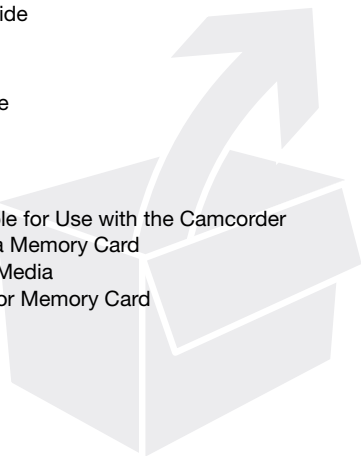 ide
e
le for Use with the Camcorder
a Memory Card
Media
or Memory Card